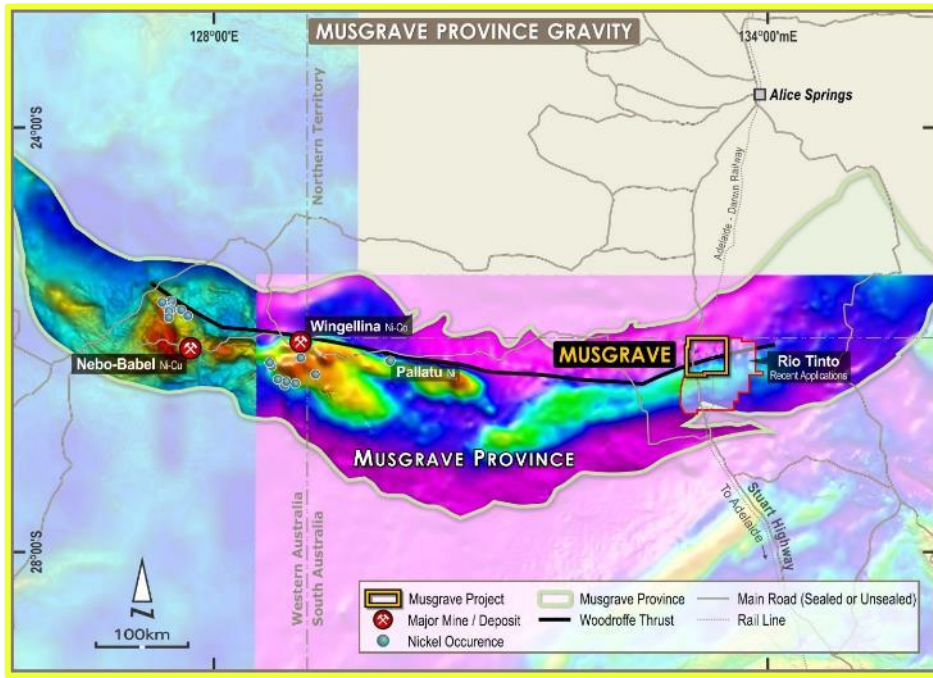 MUSGRAVE PROVINCE GRAVITY
128°00'E
134°00'mE
Alice Springs
24°00'S
Northern Territory
Adelaide - Darwin Railway
Wingellina Ni-Co
Nebo-Babel Ni-Cu
Pallatu Ni
MUSGRAVE
Rio Tinto
Recent Applications
MUSGRAVE PROVINCE
Stuart Highway
To Adelaide
28°00'S
Western Australia
South Australia
N
100km
Musgrave Project
Major Mine / Deposit
Nickel Occurence
Musgrave Province
Woodroffe Thrust
Main Road (Sealed or Unsealed)
Rail Line